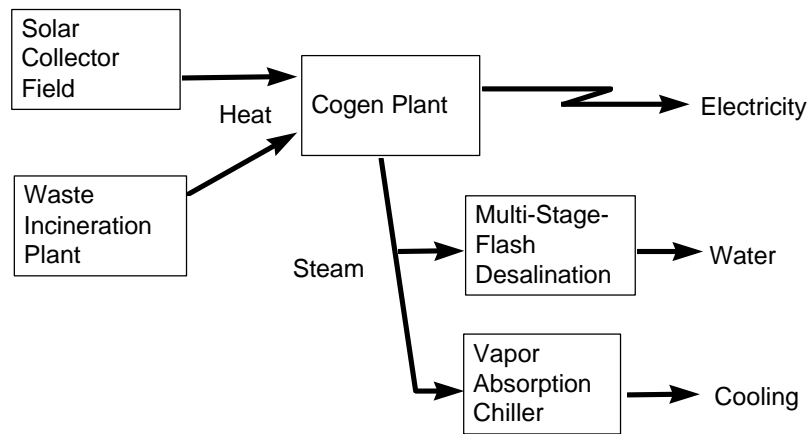 Solar
Collector
Field
Heat
Cogen Plant
Electricity
Waste
Incineration
Plant
Steam
Multi-Stage-
Flash
Desalination
Water
Vapor
Absorption
Chiller
Cooling